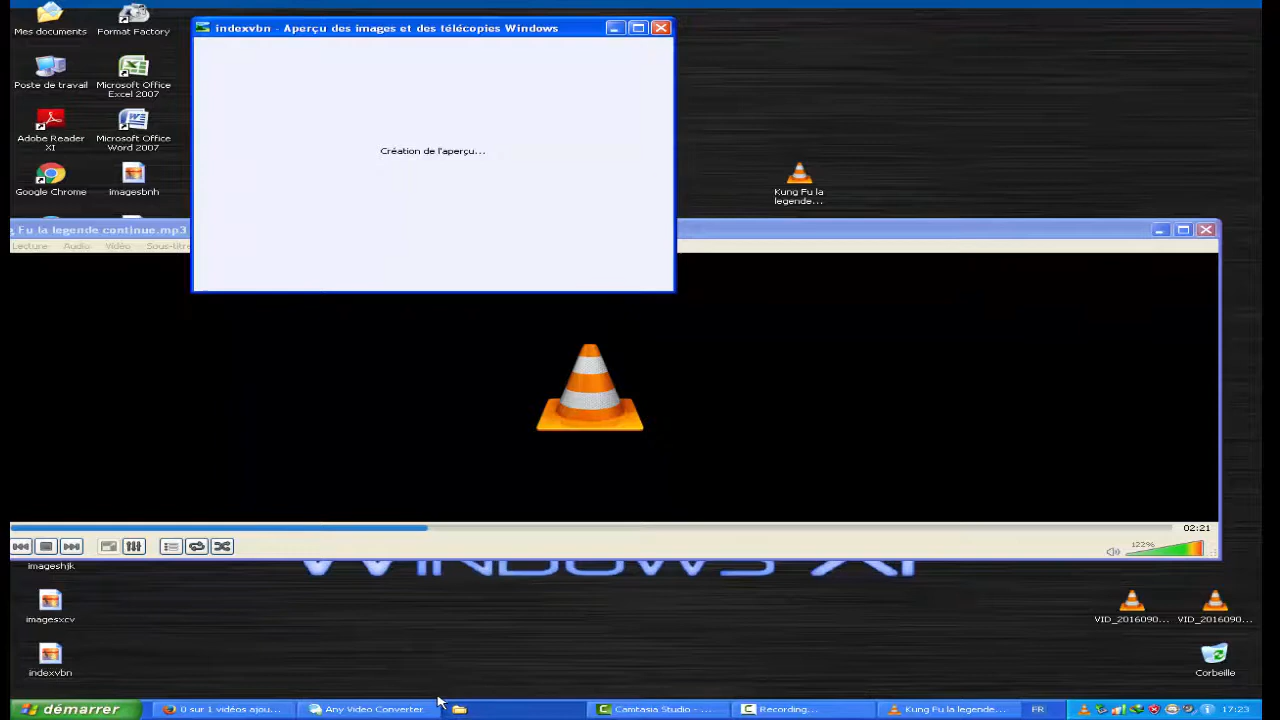 indexvbn - Aperçu des images et des télécopies Windows
Création de l'aperçu...
Mes documents
Format Factory
Poste de travail
Microsoft Office
Excel 2007
Adobe Reader
XI
Microsoft Office
Word 2007
Google Chrome
imagesbnh
Kung Fu la
legende...
Fu la legende continue.mp3
Lecture
Audio
Vidéo
Sous-titre
02:21
122%
imageshjk
imagesxcv
indexvbn
VID_2016090...
VID_2016090...
Corbeille
démarrer
0 sur 1 vidéos ajou...
Any Video Converter
Camtasia Studio - ...
Recording...
Kung Fu la legende...
FR
17:23